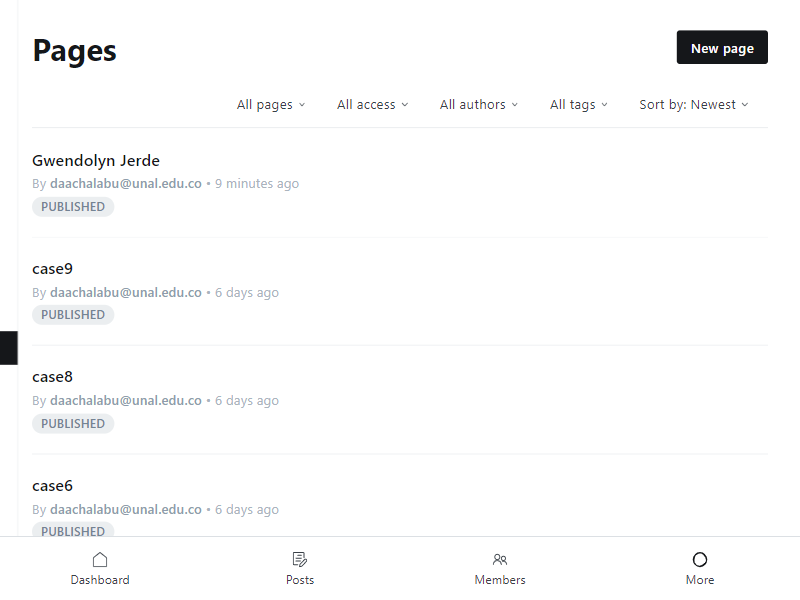 Pages
New page
All pages
All access
All authors
All tags
Sort by: Newest
Gwendolyn Jerde
By daachalabu@unal.edu.co • 9 minutes ago
PUBLISHED
case9
By daachalabu@unal.edu.co • 6 days ago
PUBLISHED
case8
By daachalabu@unal.edu.co • 6 days ago
PUBLISHED
case6
By daachalabu@unal.edu.co • 6 days ago
PUBLISHED
Dashboard
Posts
Members
More